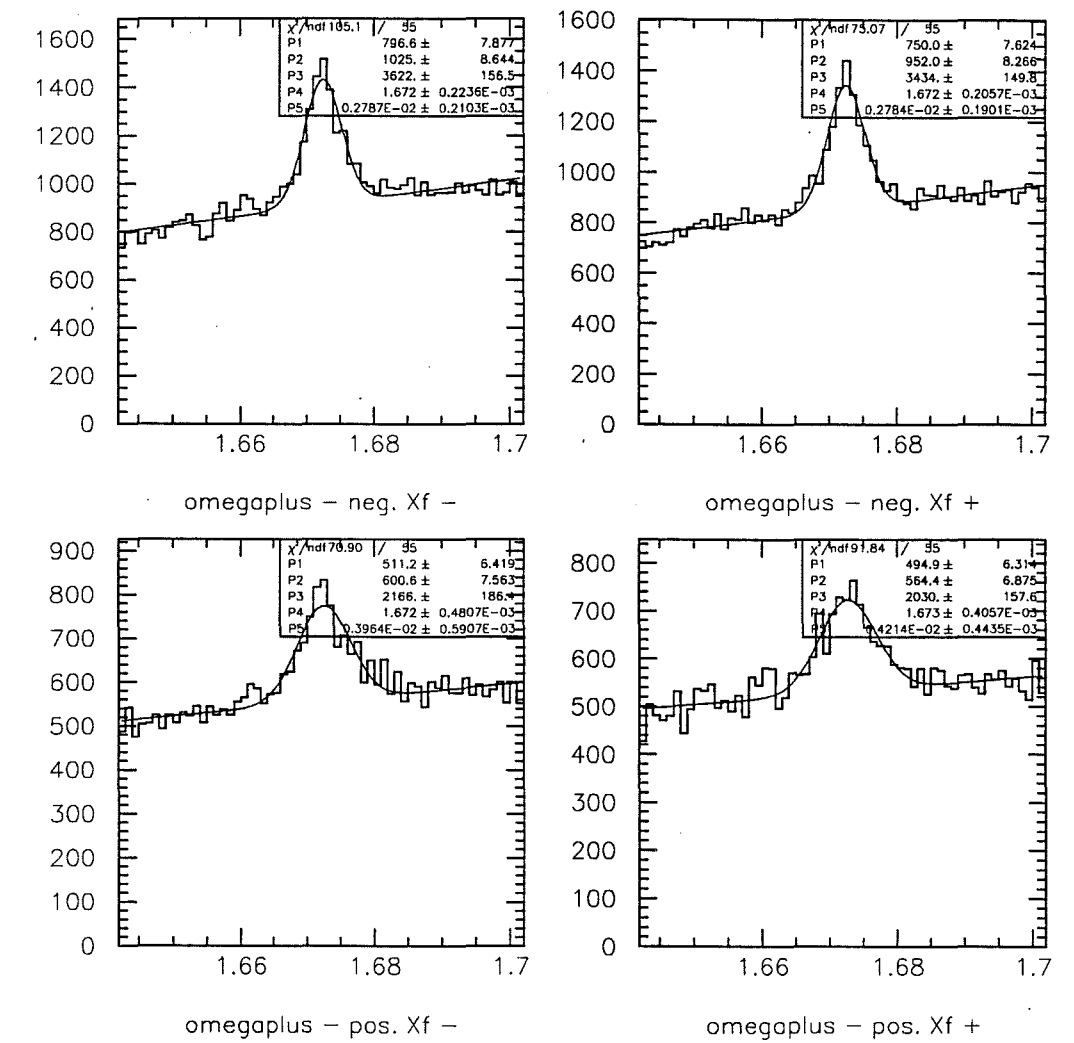 χ²/ndf 105.1 / 55
P1 796.6 ± 7.877
P2 1025. ± 8.644
P3 3622. ± 156.5
P4 1.672 ± 0.2236E-03
P5 0.2787E-02 ± 0.2103E-03
1600
1400
1200
1000
800
600
400
200
0
1.66 1.68 1.7
omegaplus - neg. Xf -
χ²/ndf 75.07 / 55
P1 750.0 ± 7.624
P2 952.0 ± 8.266
P3 3434. ± 149.8
P4 1.672 ± 0.2057E-03
P5 0.2784E-02 ± 0.1901E-03
1600
1400
1200
1000
800
600
400
200
0
1.66 1.68 1.7
omegaplus - neg. Xf +
χ²/ndf 70.90 / 55
P1 511.2 ± 6.419
P2 600.6 ± 7.563
P3 2166. ± 186.4
P4 1.672 ± 0.4807E-03
P5 0.3964E-02 ± 0.5907E-03
900
800
700
600
500
400
300
200
100
0
1.66 1.68 1.7
omegaplus - pos. Xf -
χ²/ndf 91.84 / 55
P1 494.9 ± 6.314
P2 564.4 ± 6.875
P3 2030. ± 157.6
P4 1.673 ± 0.4057E-03
P5 0.4214E-02 ± 0.4435E-03
800
700
600
500
400
300
200
100
0
1.66 1.68 1.7
omegaplus - pos. Xf +